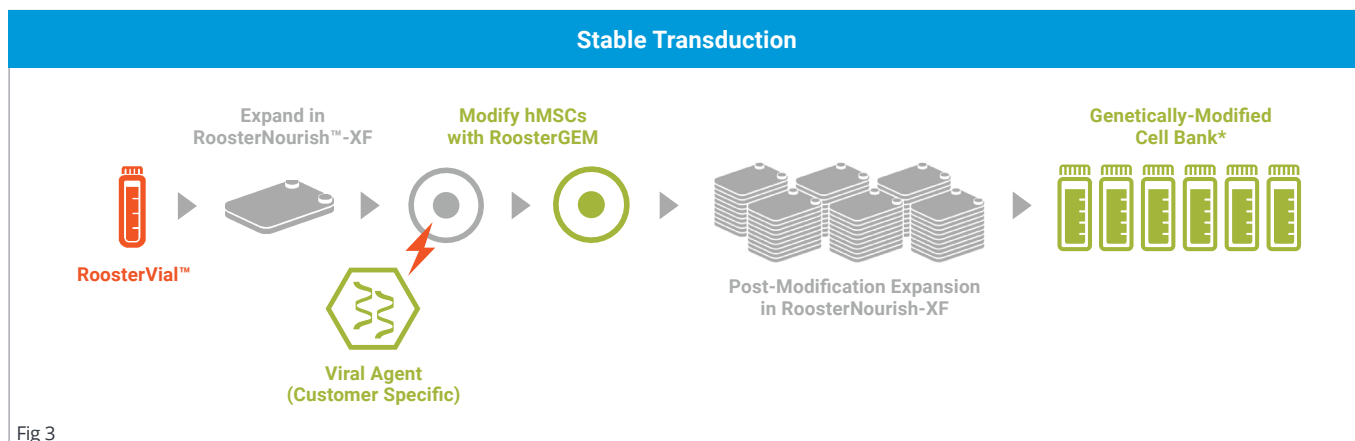 Stable Transduction
Expand in
RoosterNourish™-XF
Modify hMSCs
with RoosterGEM
Genetically-Modified
Cell Bank*
RoosterVial™
Post-Modification Expansion
in RoosterNourish-XF
Viral Agent
(Customer Specific)
Fig 3